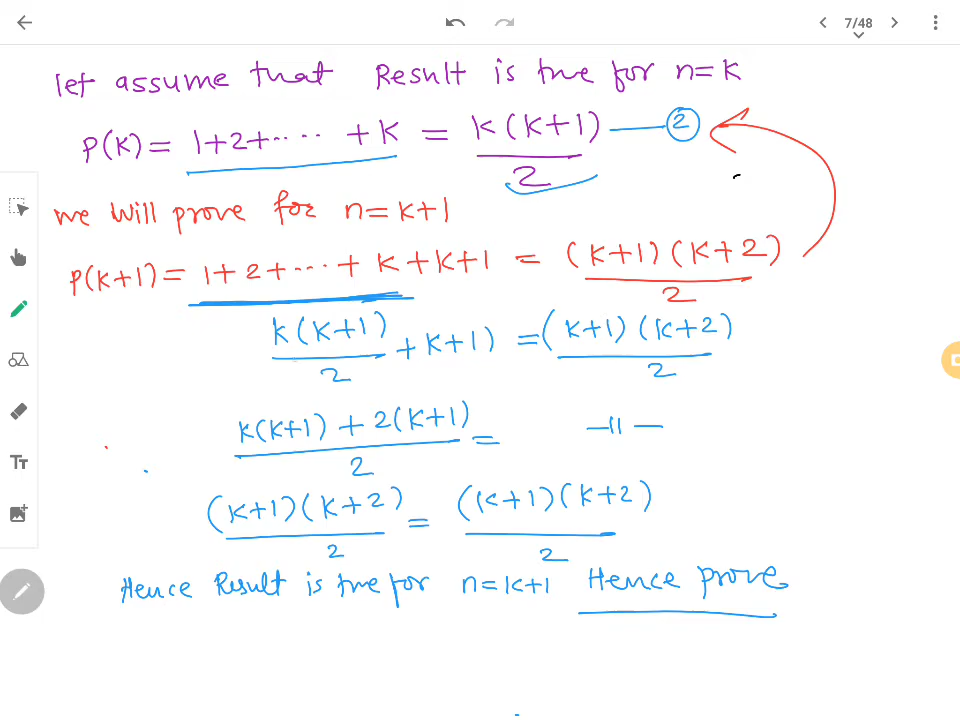 7/48
let assume that Result is true for n=k
P(k) = 1+2+ ..... +k = k(k+1)/2 — 2
we will prove for n=k+1
P(k+1) = 1+2+...+ k+k+1 = (k+1)(k+2)/2
k(k+1)/2 + k+1) = (k+1)(k+2)/2
k(k+1) + 2(k+1)/2 = —11—
(k+1)(k+2)/2 = (k+1)(k+2)/2
Hence Result is true for n=k+1 Hence prove
TT